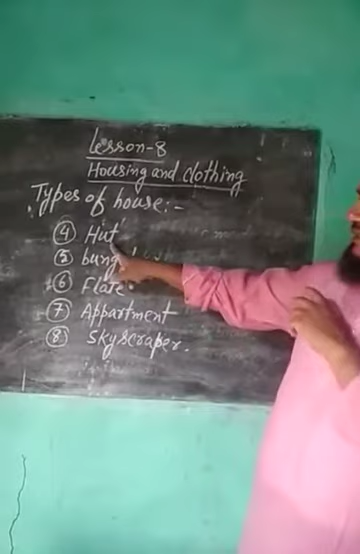 Lesson-8
Housing and clothing
Types of house:-
④ Hut
⑤ bung
⑥ Flate
⑦ Appartment
⑧ Skyscraper.